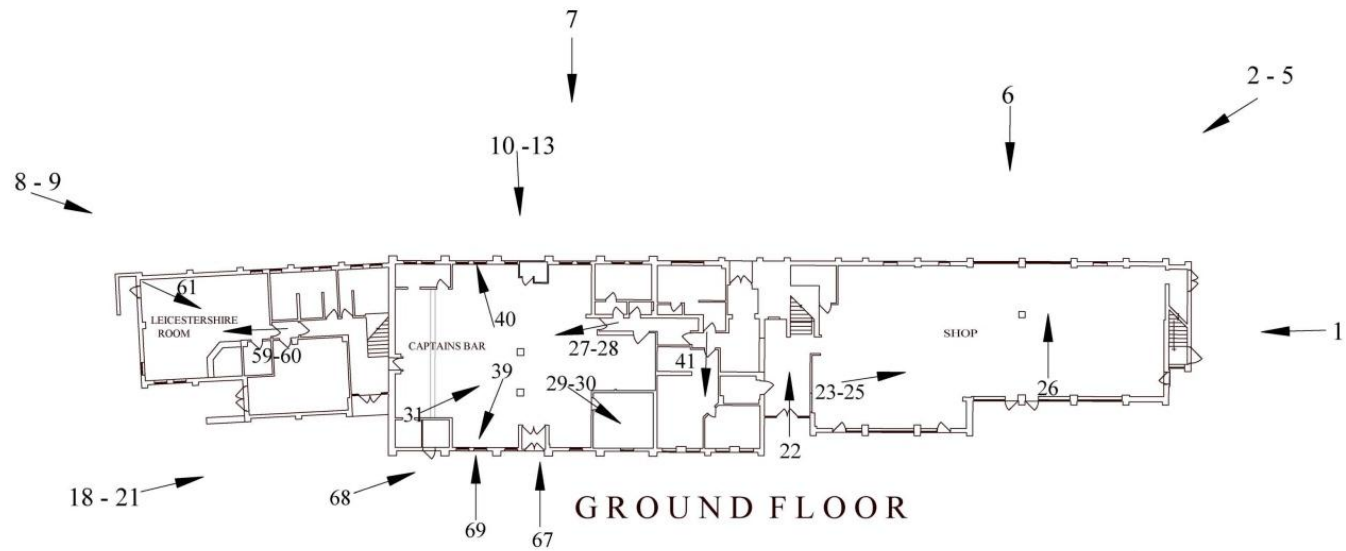 7
2 - 5
6
10 -13
8 - 9
61
LEICESTERSHIRE
ROOM
40
1
SHOP
CAPTAINS BAR
27-28
59-60
41
39
29-30
23-25
26
31
22
18 - 21
68
69
67
GROUND FLOOR